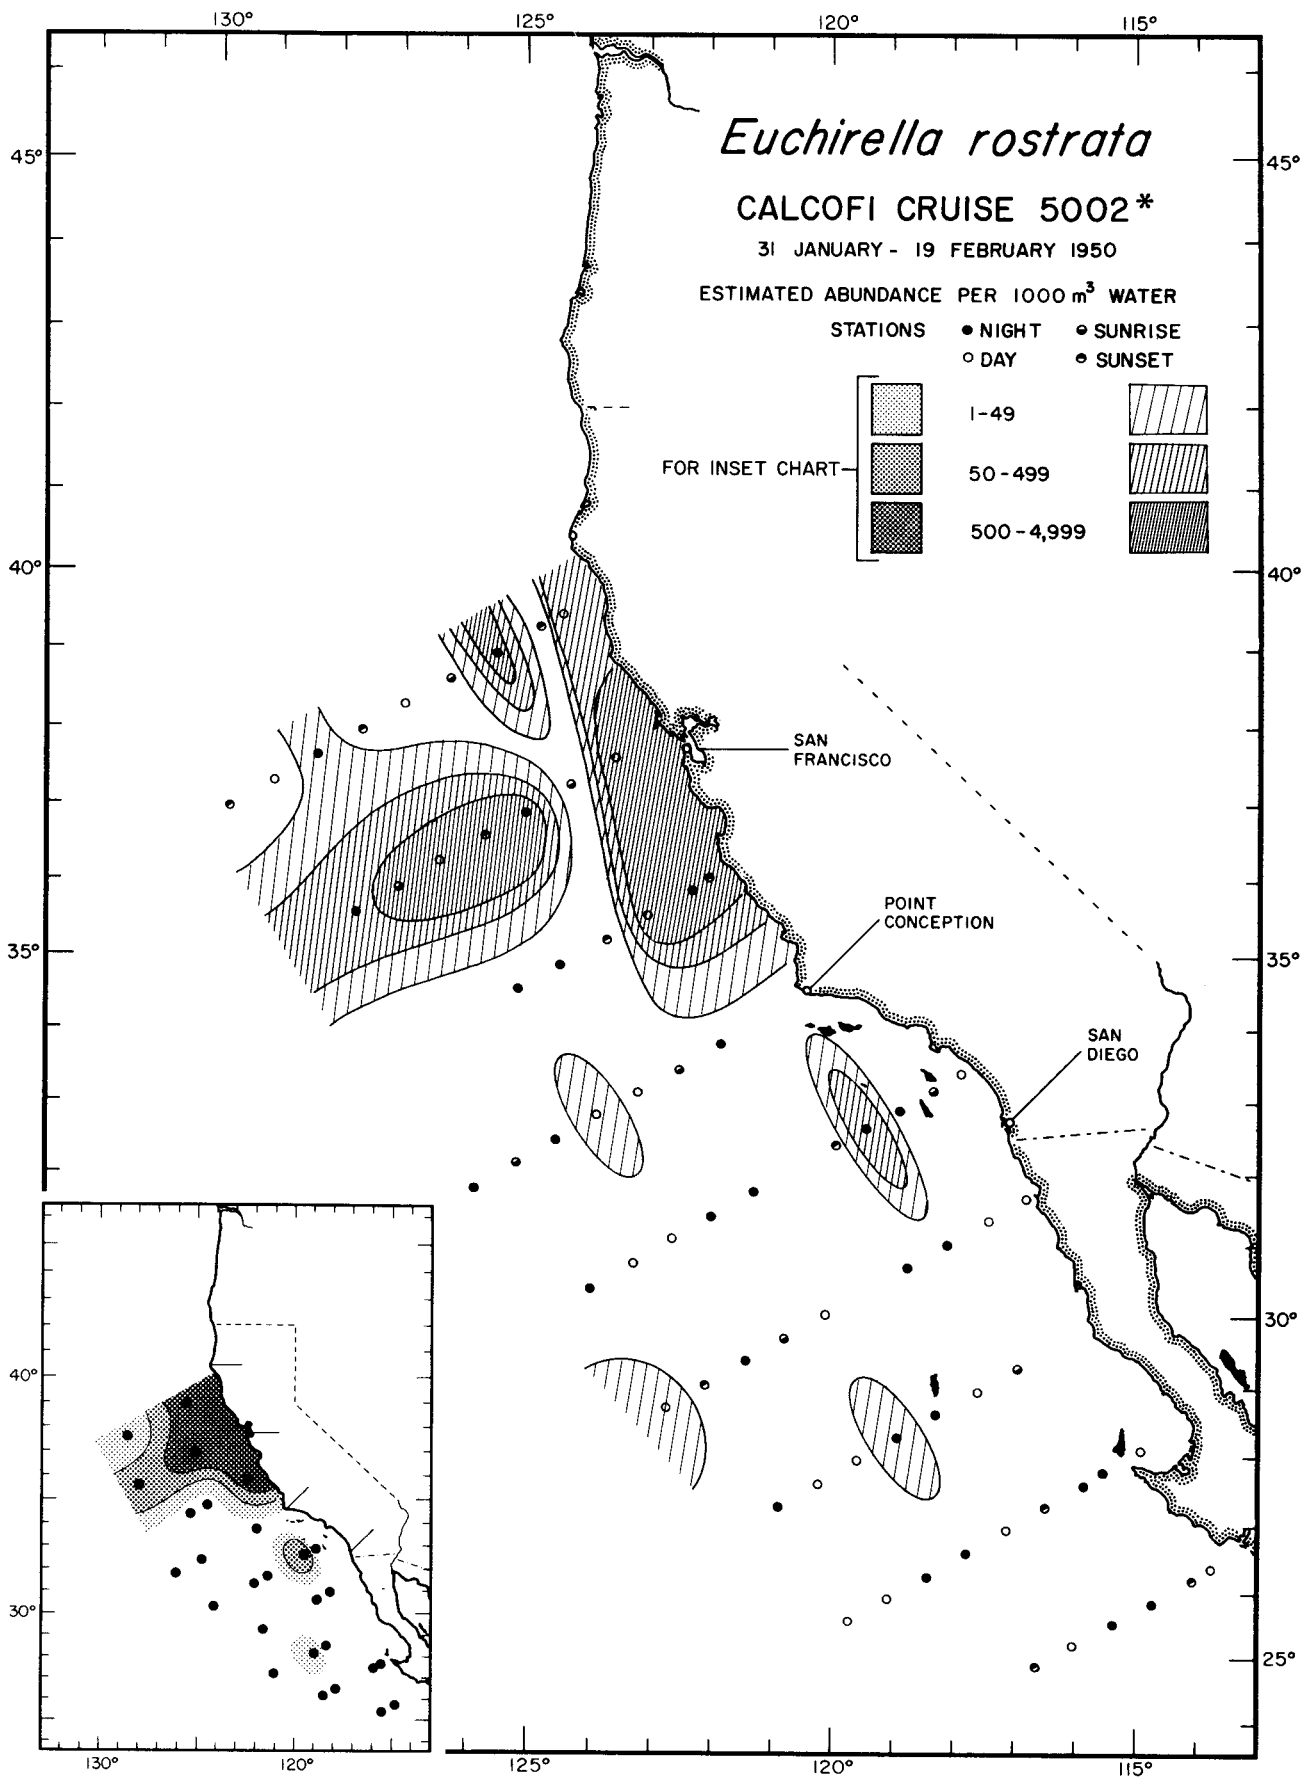 130° 125° 120° 115°
Euchirella rostrata
45° 45°
CALCOFI CRUISE 5002*
31 JANUARY - 19 FEBRUARY 1950
ESTIMATED ABUNDANCE PER 1000 m³ WATER
STATIONS NIGHT SUNRISE
DAY SUNSET
1-49
FOR INSET CHART 50-499
500-4,999
40° 40°
SAN
FRANCISCO
POINT
CONCEPTION
35° 35°
SAN
DIEGO
30°
40°
30°
25°
130° 120° 125° 120° 115°